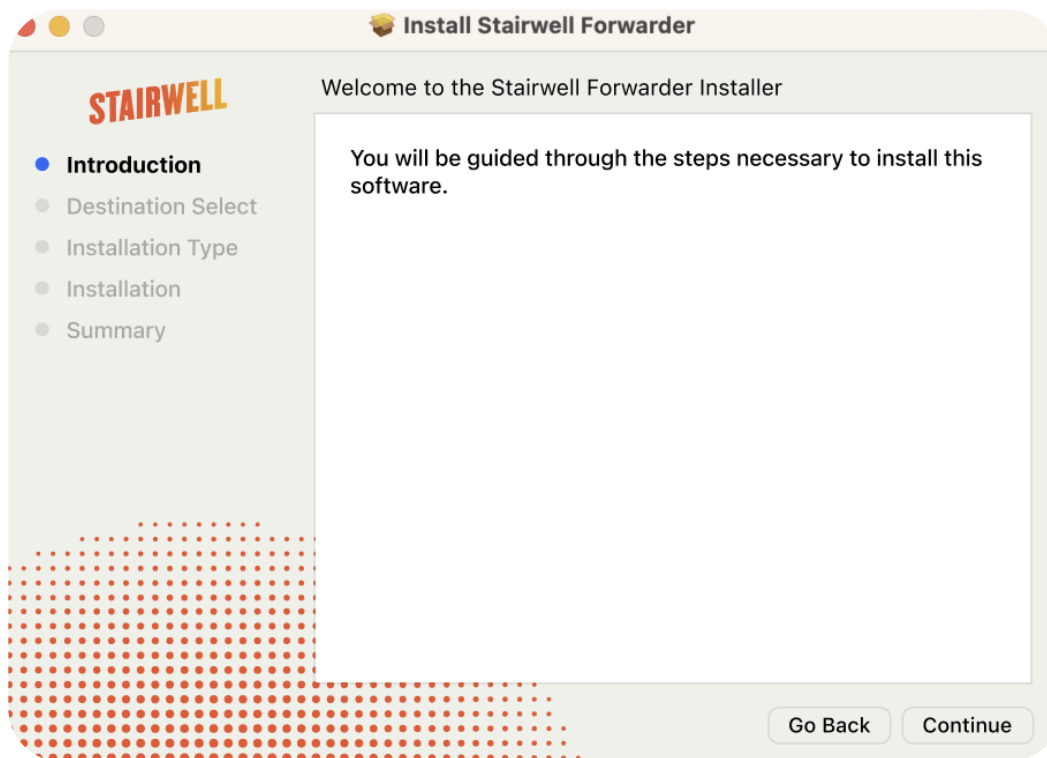 Install Stairwell Forwarder
STAIRWELL
Welcome to the Stairwell Forwarder Installer
Introduction
Destination Select
Installation Type
Installation
Summary
You will be guided through the steps necessary to install this
software.
Go Back
Continue